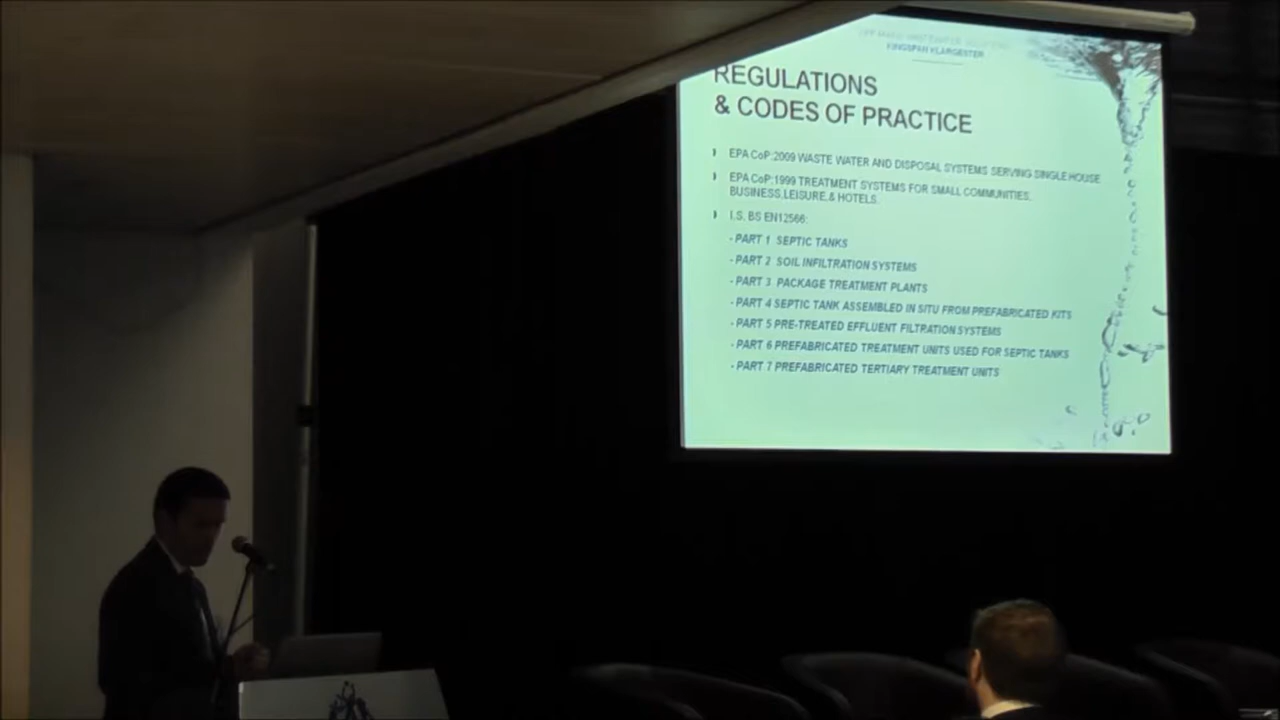 KINGSPAN KLARGESTER
REGULATIONS
& CODES OF PRACTICE
EPA CoP:2009 WASTE WATER AND DISPOSAL SYSTEMS SERVING SINGLE HOUSE
EPA CoP:1999 TREATMENT SYSTEMS FOR SMALL COMMUNITIES,
BUSINESS,LEISURE,& HOTELS.
I.S. BS EN12566:
- PART 1 SEPTIC TANKS
- PART 2 SOIL INFILTRATION SYSTEMS
- PART 3 PACKAGE TREATMENT PLANTS
- PART 4 SEPTIC TANK ASSEMBLED IN SITU FROM PREFABRICATED KITS
- PART 5 PRE-TREATED EFFLUENT FILTRATION SYSTEMS
- PART 6 PREFABRICATED TREATMENT UNITS USED FOR SEPTIC TANKS
- PART 7 PREFABRICATED TERTIARY TREATMENT UNITS